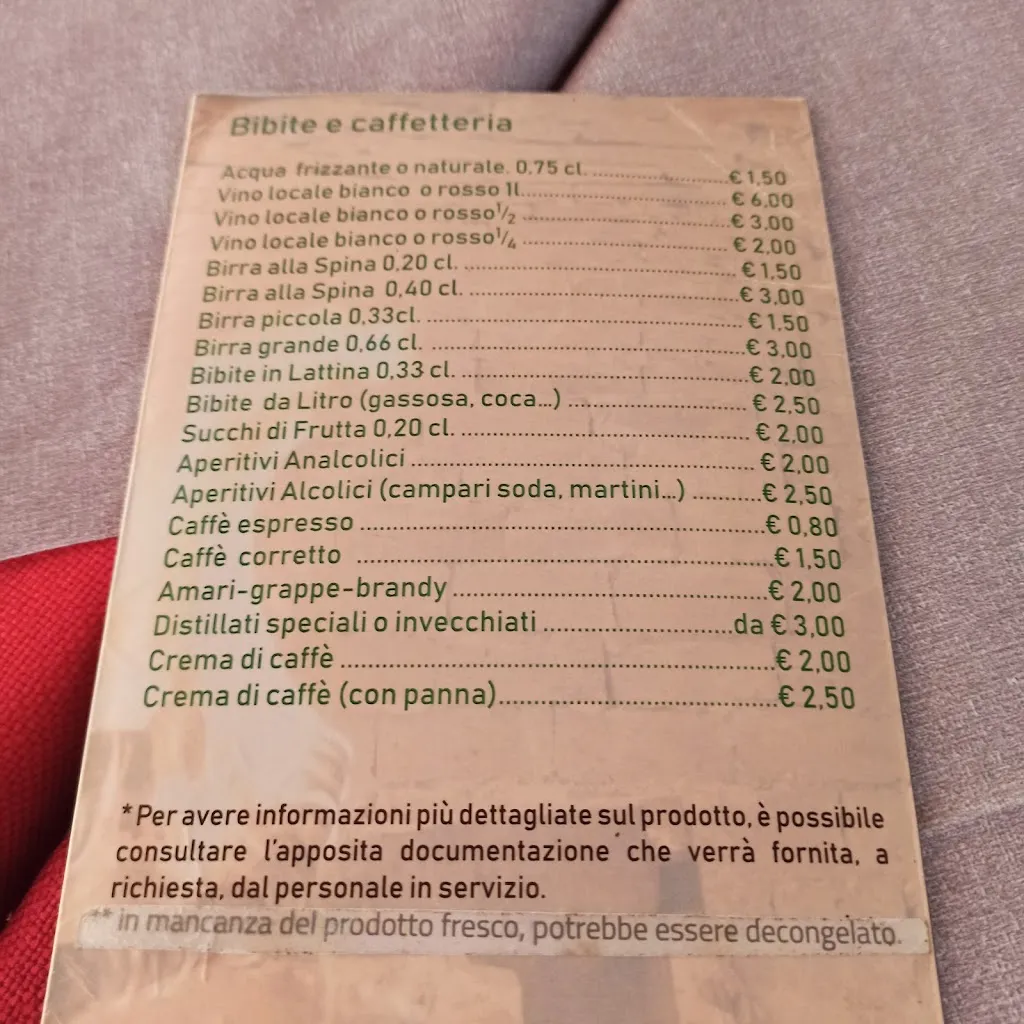 Bibite e caffetteria
Acqua frizzante o naturale. 0,75 cl. ........................ € 1,50
Vino locale bianco o rosso 1l. ........................ € 6,00
Vino locale bianco o rosso 1/2 ........................ € 3,00
Vino locale bianco o rosso 1/4 ........................ € 2,00
Birra alla Spina 0,20 cl. ........................ € 1,50
Birra alla Spina 0,40 cl. ........................ € 3,00
Birra piccola 0,33cl. ........................ € 1,50
Birra grande 0,66 cl. ........................ € 3,00
Bibite in Lattina 0,33 cl. ........................ € 2,00
Bibite da Litro (gassosa, coca...) ........................ € 2,50
Succhi di Frutta 0,20 cl. ........................ € 2,00
Aperitivi Analcolici ........................ € 2,00
Aperitivi Alcolici (campari soda, martini...) ........... € 2,50
Caffè espresso ........................ € 0,80
Caffè corretto ........................ € 1,50
Amari-grappe-brandy ........................ € 2,00
Distillati speciali o invecchiati ........................ da € 3,00
Crema di caffè ........................ € 2,00
Crema di caffè (con panna) ........................ € 2,50
* Per avere informazioni più dettagliate sul prodotto, è possibile
consultare l'apposita documentazione che verrà fornita, a
richiesta, dal personale in servizio.
** in mancanza del prodotto fresco, potrebbe essere decongelato.